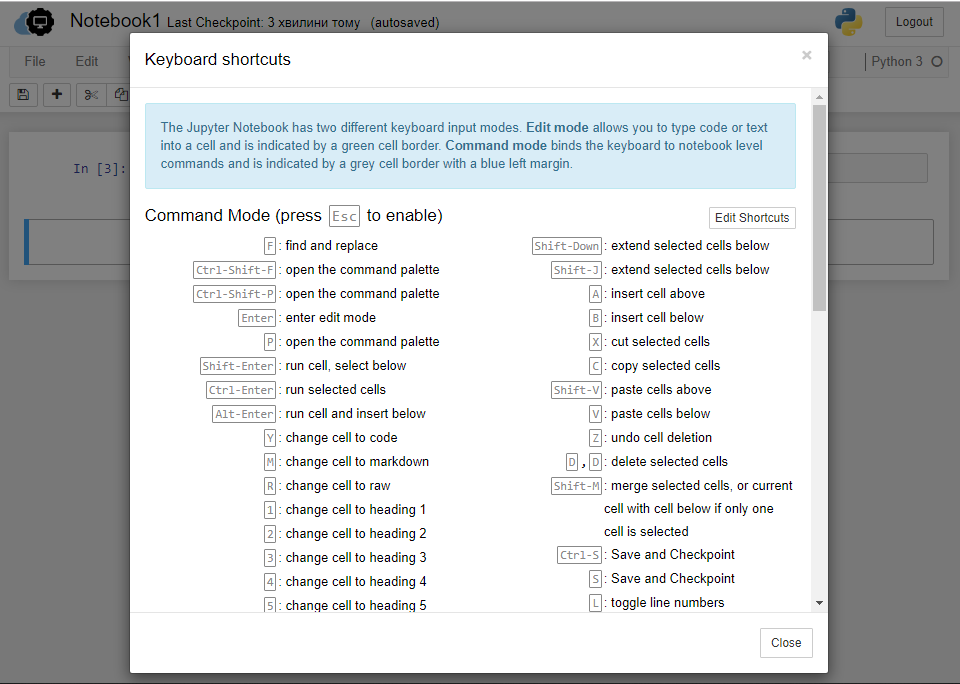 Notebook1 Last Checkpoint: 3 хвилини тому (autosaved)
Logout
File Edit
Python 3
In [3]:
Keyboard shortcuts
×
The Jupyter Notebook has two different keyboard input modes. Edit mode allows you to type code or text
into a cell and is indicated by a green cell border. Command mode binds the keyboard to notebook level
commands and is indicated by a grey cell border with a blue left margin.
Command Mode (press Esc to enable)
Edit Shortcuts
F : find and replace
Ctrl-Shift-F : open the command palette
Ctrl-Shift-P : open the command palette
Enter : enter edit mode
P : open the command palette
Shift-Enter : run cell, select below
Ctrl-Enter : run selected cells
Alt-Enter : run cell and insert below
Y : change cell to code
M : change cell to markdown
R : change cell to raw
1 : change cell to heading 1
2 : change cell to heading 2
3 : change cell to heading 3
4 : change cell to heading 4
5 : change cell to heading 5
Shift-Down : extend selected cells below
Shift-J : extend selected cells below
A : insert cell above
B : insert cell below
X : cut selected cells
C : copy selected cells
Shift-V : paste cells above
V : paste cells below
Z : undo cell deletion
D , D : delete selected cells
Shift-M : merge selected cells, or current
cell with cell below if only one
cell is selected
Ctrl-S : Save and Checkpoint
S : Save and Checkpoint
L : toggle line numbers
Close